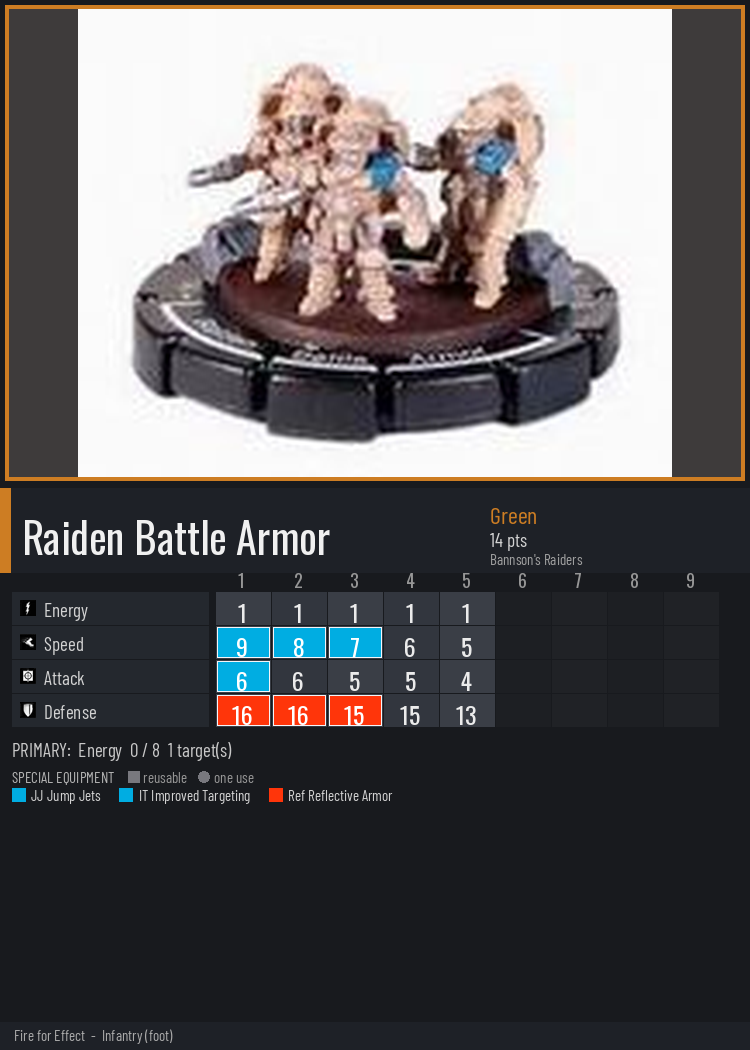 Armor
Raiden Battle Armor
Green
14 pts
Bannson's Raiders
1 2 3 4 5 6 7 8 9
Energy 1 1 1 1 1
Speed 9 8 7 6 5
Attack 6 6 5 5 4
Defense 16 16 15 15 13
PRIMARY: Energy 0 / 8 1 target(s)
SPECIAL EQUIPMENT reusable one use
JJ Jump Jets IT Improved Targeting Ref Reflective Armor
Fire for Effect - Infantry (foot)